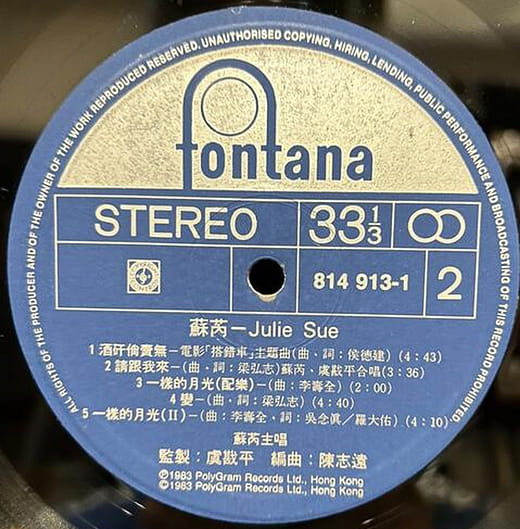 ALL RIGHTS OF THE PRODUCER AND OF THE OWNER OF THE WORK REPRODUCED RESERVED. UNAUTHORISED COPYING, HIRING, LENDING, PUBLIC PERFORMANCE AND BROADCASTING OF THIS RECORD PROHIBITED.
fontana
STEREO 33 1/3
814 913-1 2
蘇芮－Julie Sue
1 酒矸倘賣無－電影「搭錯車」主題曲(曲、詞：侯德建) (4:43)
2 請跟我來－(曲、詞：梁弘志)蘇芮、虞戡平合唱(3:36)
3 一樣的月光(配樂)－(曲：李壽全) (2:00)
4 變－(曲、詞：梁弘志) (4:40)
5 一樣的月光(II)－(曲：李壽全、詞：吳念眞／羅大佑) (4:10)
蘇芮主唱
監製：虞戡平 編曲：陳志遠
℗1983 PolyGram Records Ltd., Hong Kong
©1983 PolyGram Records Ltd., Hong Kong